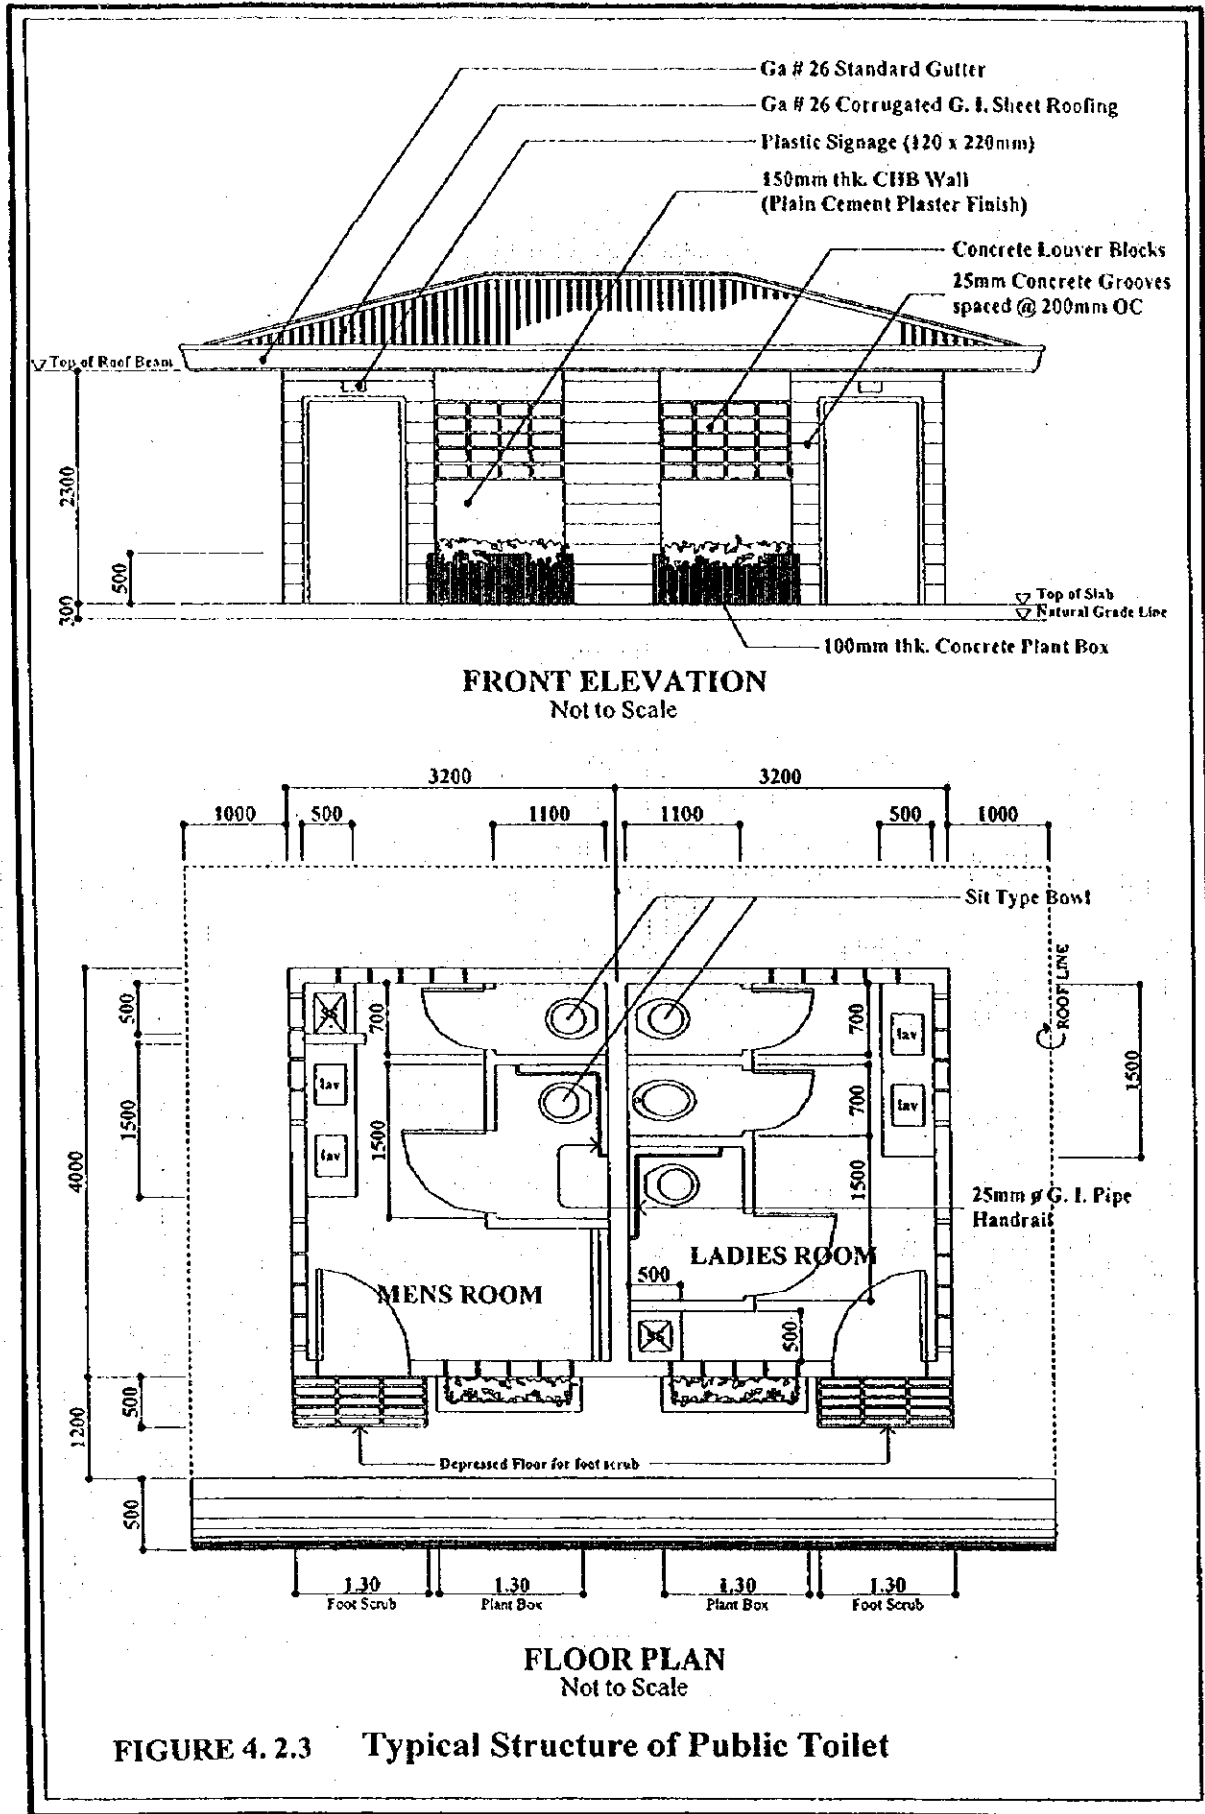 Ga # 26 Standard Gutter
Ga # 26 Corrugated G. I. Sheet Roofing
Plastic Signage (120 x 220mm)
150mm thk. CHB Wall
(Plain Cement Plaster Finish)
Concrete Louver Blocks
25mm Concrete Grooves
spaced @ 200mm OC
Top of Roof Beam
2300
500
300
Top of Slab
Natural Grade Line
100mm thk. Concrete Plant Box
FRONT ELEVATION
Not to Scale
3200 3200
1000 500 1100 1100 500 1000
Sit Type Bowl
ROOF LINE
500
700
700
lav
1500
lav
700
lav
1500
1500
lav
4000
1500
25mm ø G. I. Pipe
Handrail
LADIES ROOM
500
MENS ROOM
500
500
1200
Depressed Floor for foot scrub
500
1.30 1.30 1.30 1.30
Foot Scrub Plant Box Plant Box Foot Scrub
FLOOR PLAN
Not to Scale
FIGURE 4. 2.3 Typical Structure of Public Toilet